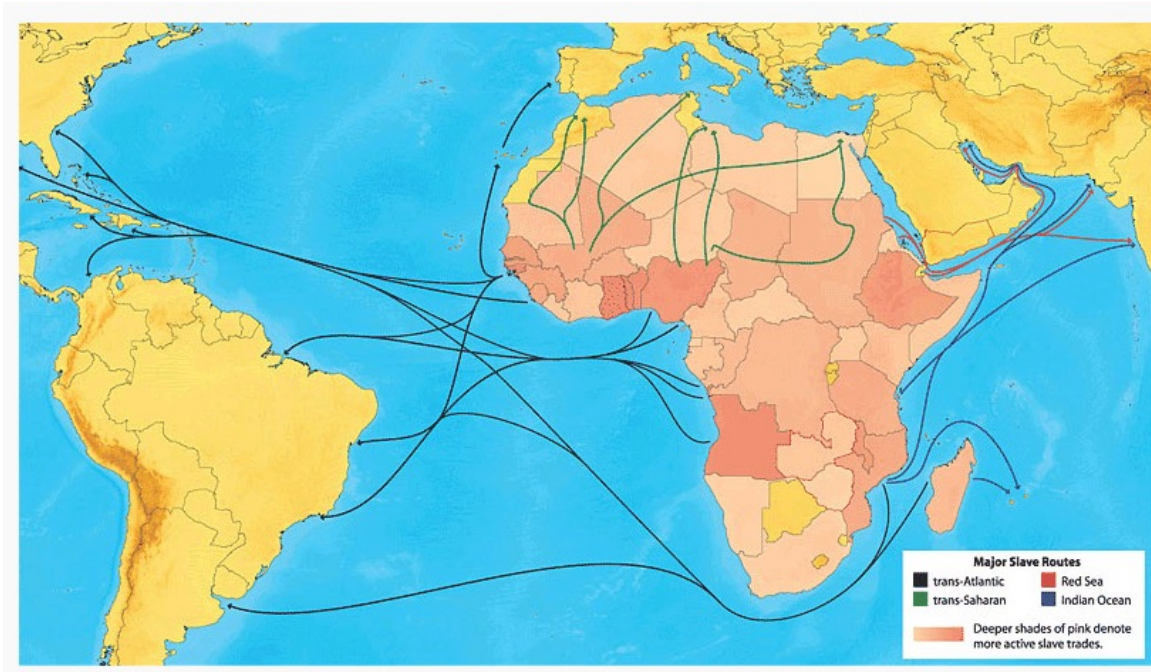 Major Slave Routes
trans-Atlantic
Red Sea
trans-Saharan
Indian Ocean
Deeper shades of pink denote
more active slave trades.